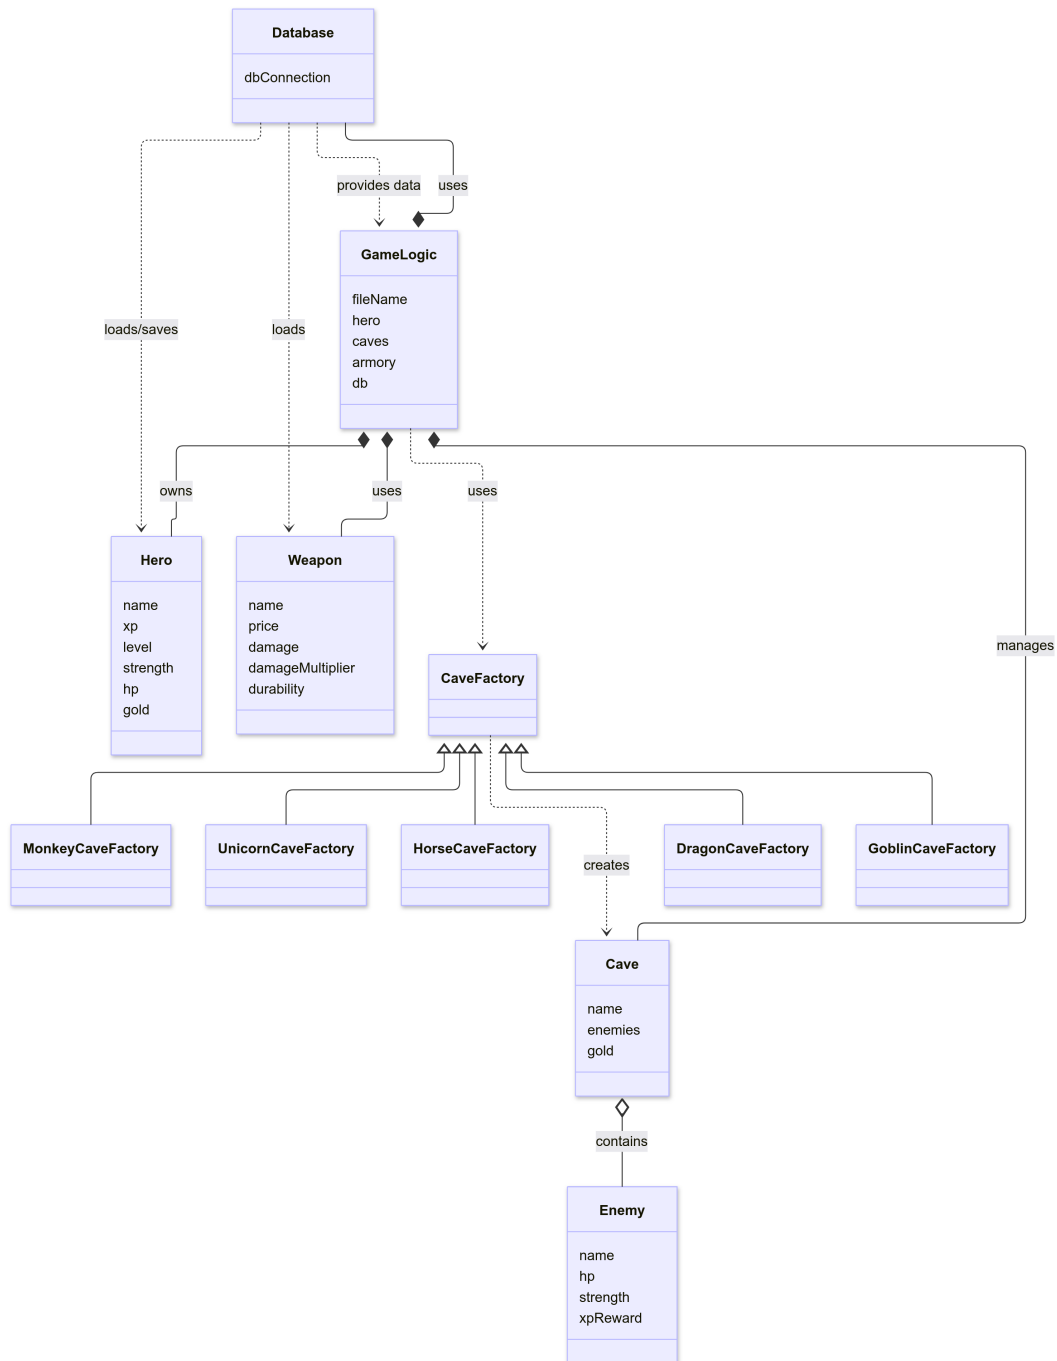 Database
dbConnection
provides data
uses
GameLogic
fileName
hero
caves
armory
db
loads/saves
loads
owns
uses
uses
Hero
name
xp
level
strength
hp
gold
Weapon
name
price
damage
damageMultiplier
durability
manages
CaveFactory
MonkeyCaveFactory
UnicornCaveFactory
HorseCaveFactory
DragonCaveFactory
GoblinCaveFactory
creates
Cave
name
enemies
gold
contains
Enemy
name
hp
strength
xpReward